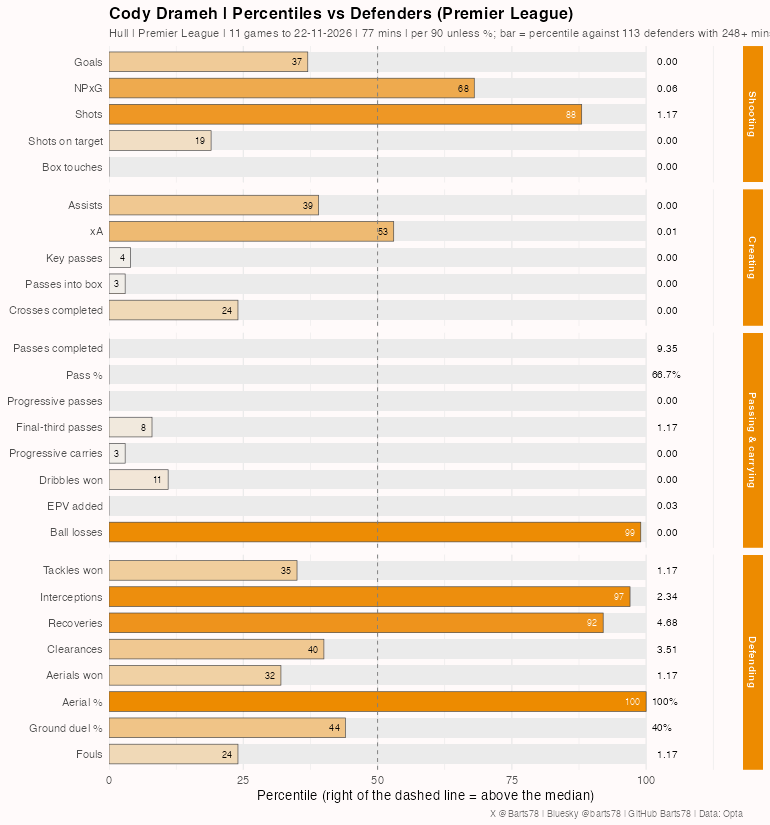 Cody Drameh | Percentiles vs Defenders (Premier League)
Hull | Premier League | 11 games to 22-11-2026 | 77 mins | per 90 unless %; bar = percentile against 113 defenders with 248+ mins
Goals 37 0.00
NPxG 68 0.06
Shots 88 1.17
Shots on target 19 0.00
Box touches 0.00
Shooting
Assists 39 0.00
xA 53 0.01
Key passes 4 0.00
Passes into box 3 0.00
Crosses completed 24 0.00
Creating
Passes completed 9.35
Pass % 66.7%
Progressive passes 0.00
Final-third passes 8 1.17
Progressive carries 3 0.00
Dribbles won 11 0.00
EPV added 0.03
Ball losses 99 0.00
Passing & carrying
Tackles won 35 1.17
Interceptions 97 2.34
Recoveries 92 4.68
Clearances 40 3.51
Aerials won 32 1.17
Aerial % 100 100%
Ground duel % 44 40%
Fouls 24 1.17
Defending
0 25 50 75 100
Percentile (right of the dashed line = above the median)
X @Barts78 | Bluesky @barts78 | GitHub Barts78 | Data: Opta